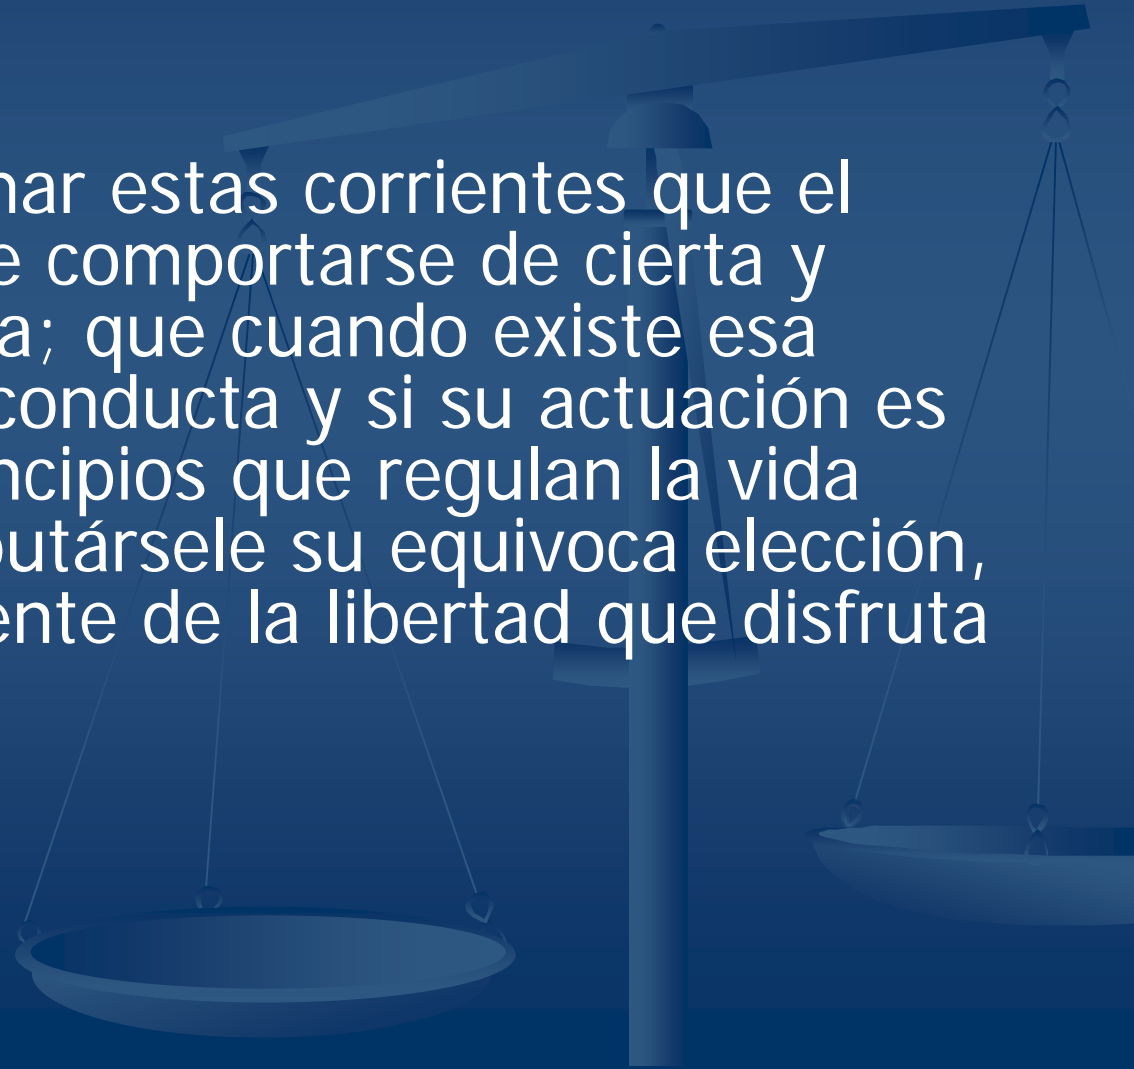 nar estas corrientes que el
e comportarse de cierta y
a; que cuando existe esa
conducta y si su actuación es
ncipios que regulan la vida
outársele su equivoca elección,
ente de la libertad que disfruta